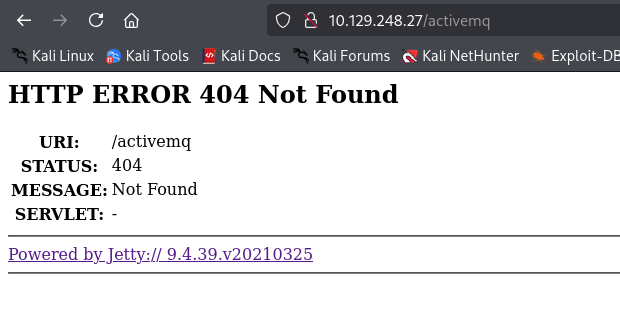 10.129.248.27/activemq
Kali Linux Kali Tools Kali Docs Kali Forums Kali NetHunter Exploit-DB
HTTP ERROR 404 Not Found
URI: /activemq
STATUS: 404
MESSAGE: Not Found
SERVLET: -
Powered by Jetty:// 9.4.39.v20210325